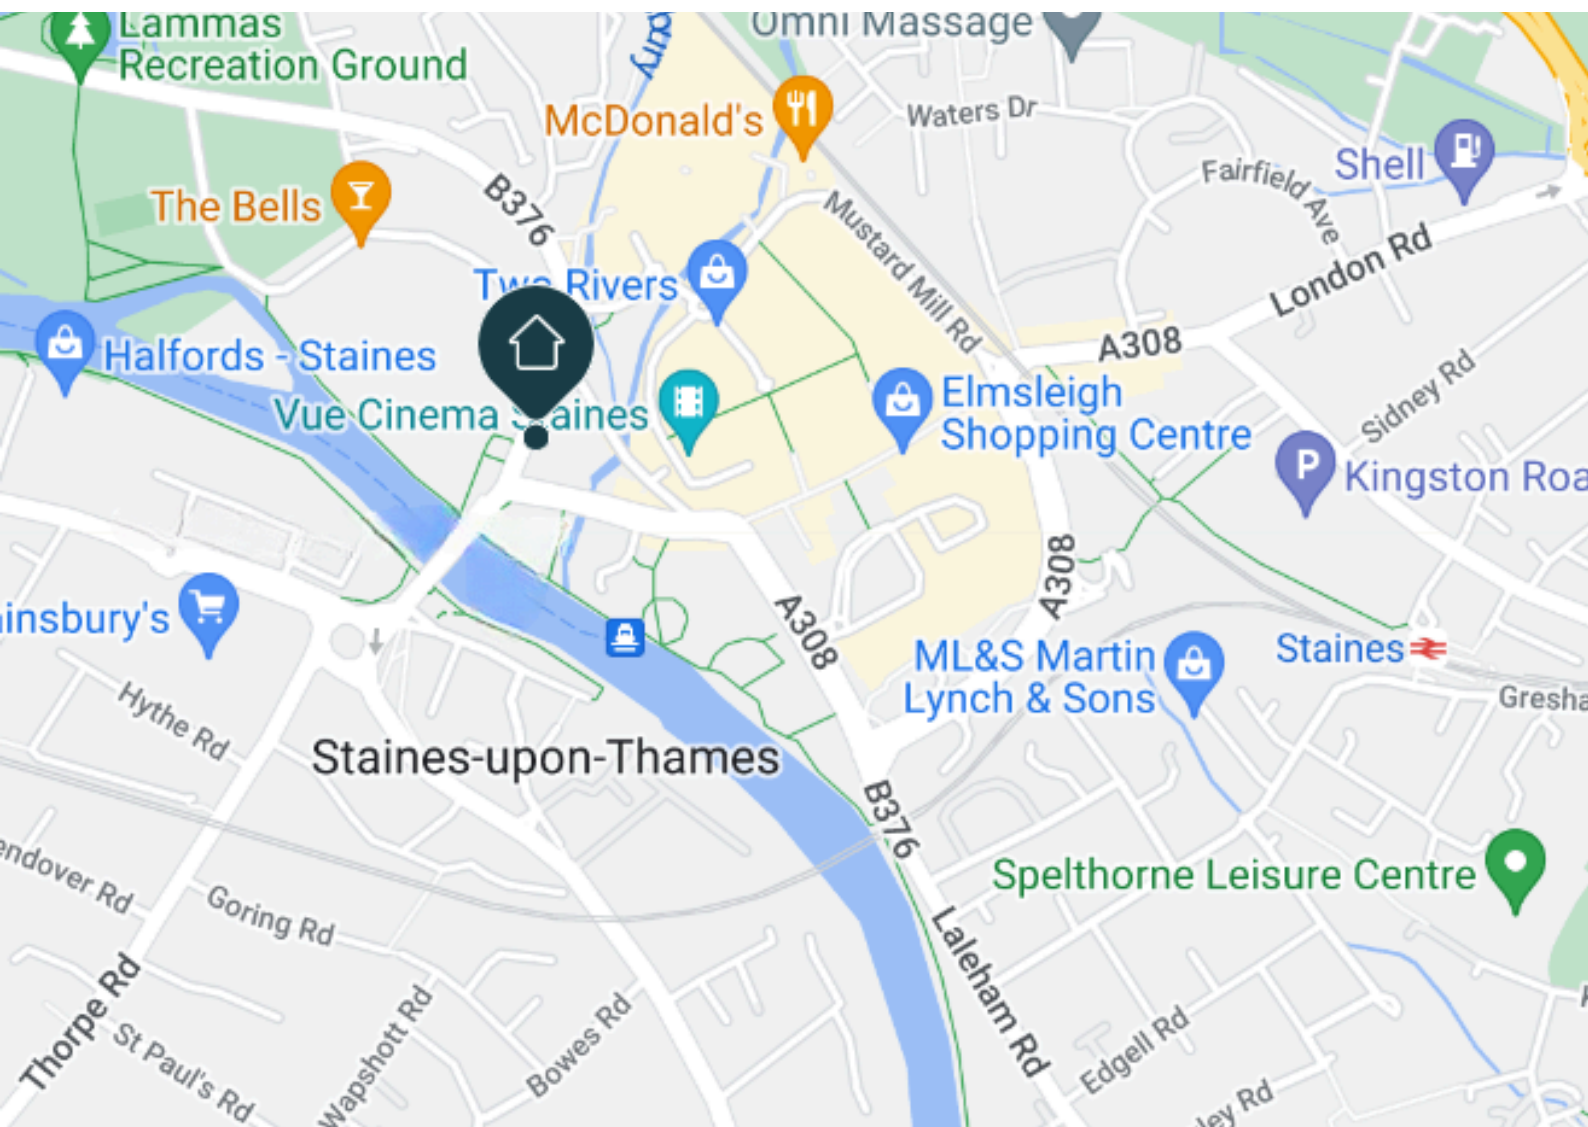 Lammas
Recreation Ground
Omni Massage
McDonald's
Waters Dr
Shell
Fairfield Ave
The Bells
B376
Mustard Mill Rd
London Rd
Two Rivers
A308
Halfords - Staines
Elmsleigh
Shopping Centre
Sidney Rd
Vue Cinema Staines
P
Kingston Roa
A308
ainsbury's
A308
ML&S Martin
Lynch & Sons
Staines
Gresha
Hythe Rd
Staines-upon-Thames
B376
endover Rd
Spelthorne Leisure Centre
Goring Rd
Laleham Rd
Thorpe Rd
St Paul's Rd
Wapshott Rd
Bowes Rd
Edgell Rd
ley Rd